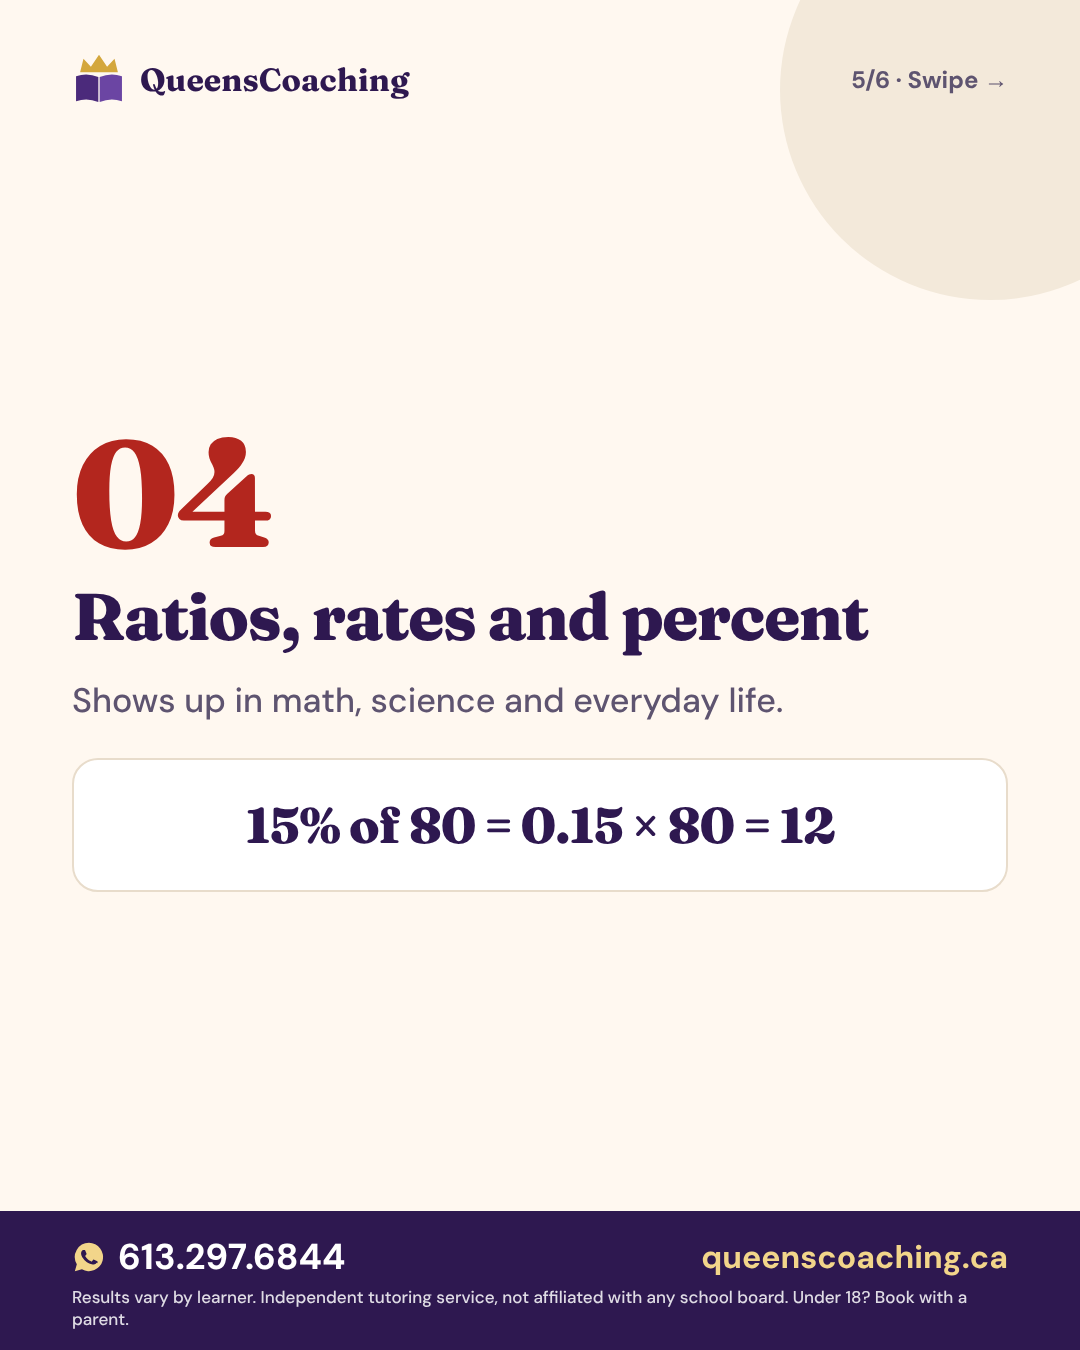 QueensCoaching
5/6 · Swipe →
04
Ratios, rates and percent
Shows up in math, science and everyday life.
15% of 80 = 0.15 × 80 = 12
613.297.6844
queenscoaching.ca
Results vary by learner. Independent tutoring service, not affiliated with any school board. Under 18? Book with a
parent.